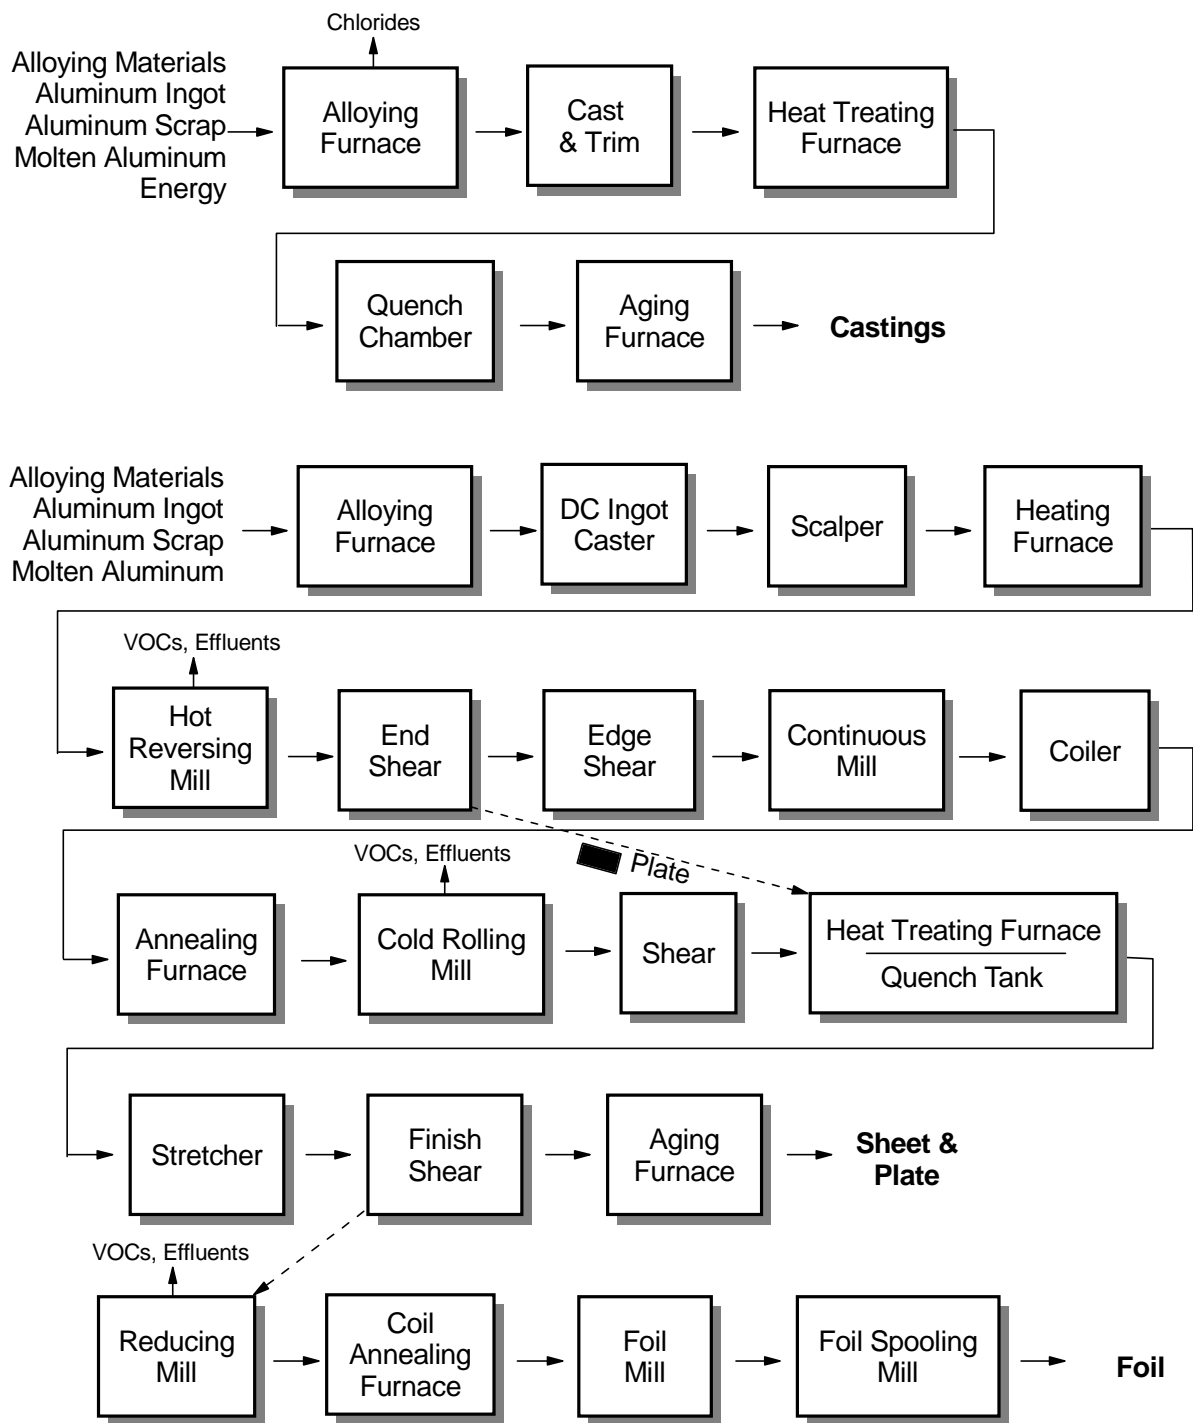 Chlorides
Alloying Materials
Aluminum Ingot
Aluminum Scrap
Molten Aluminum
Energy
Alloying
Furnace
Cast
& Trim
Heat Treating
Furnace
Quench
Chamber
Aging
Furnace
Castings
Alloying Materials
Aluminum Ingot
Aluminum Scrap
Molten Aluminum
Alloying
Furnace
DC Ingot
Caster
Scalper
Heating
Furnace
VOCs, Effluents
Hot
Reversing
Mill
End
Shear
Edge
Shear
Continuous
Mill
Coiler
Plate
VOCs, Effluents
Annealing
Furnace
Cold Rolling
Mill
Shear
Heat Treating Furnace
Quench Tank
Stretcher
Finish
Shear
Aging
Furnace
Sheet &
Plate
VOCs, Effluents
Reducing
Mill
Coil
Annealing
Furnace
Foil
Mill
Foil Spooling
Mill
Foil